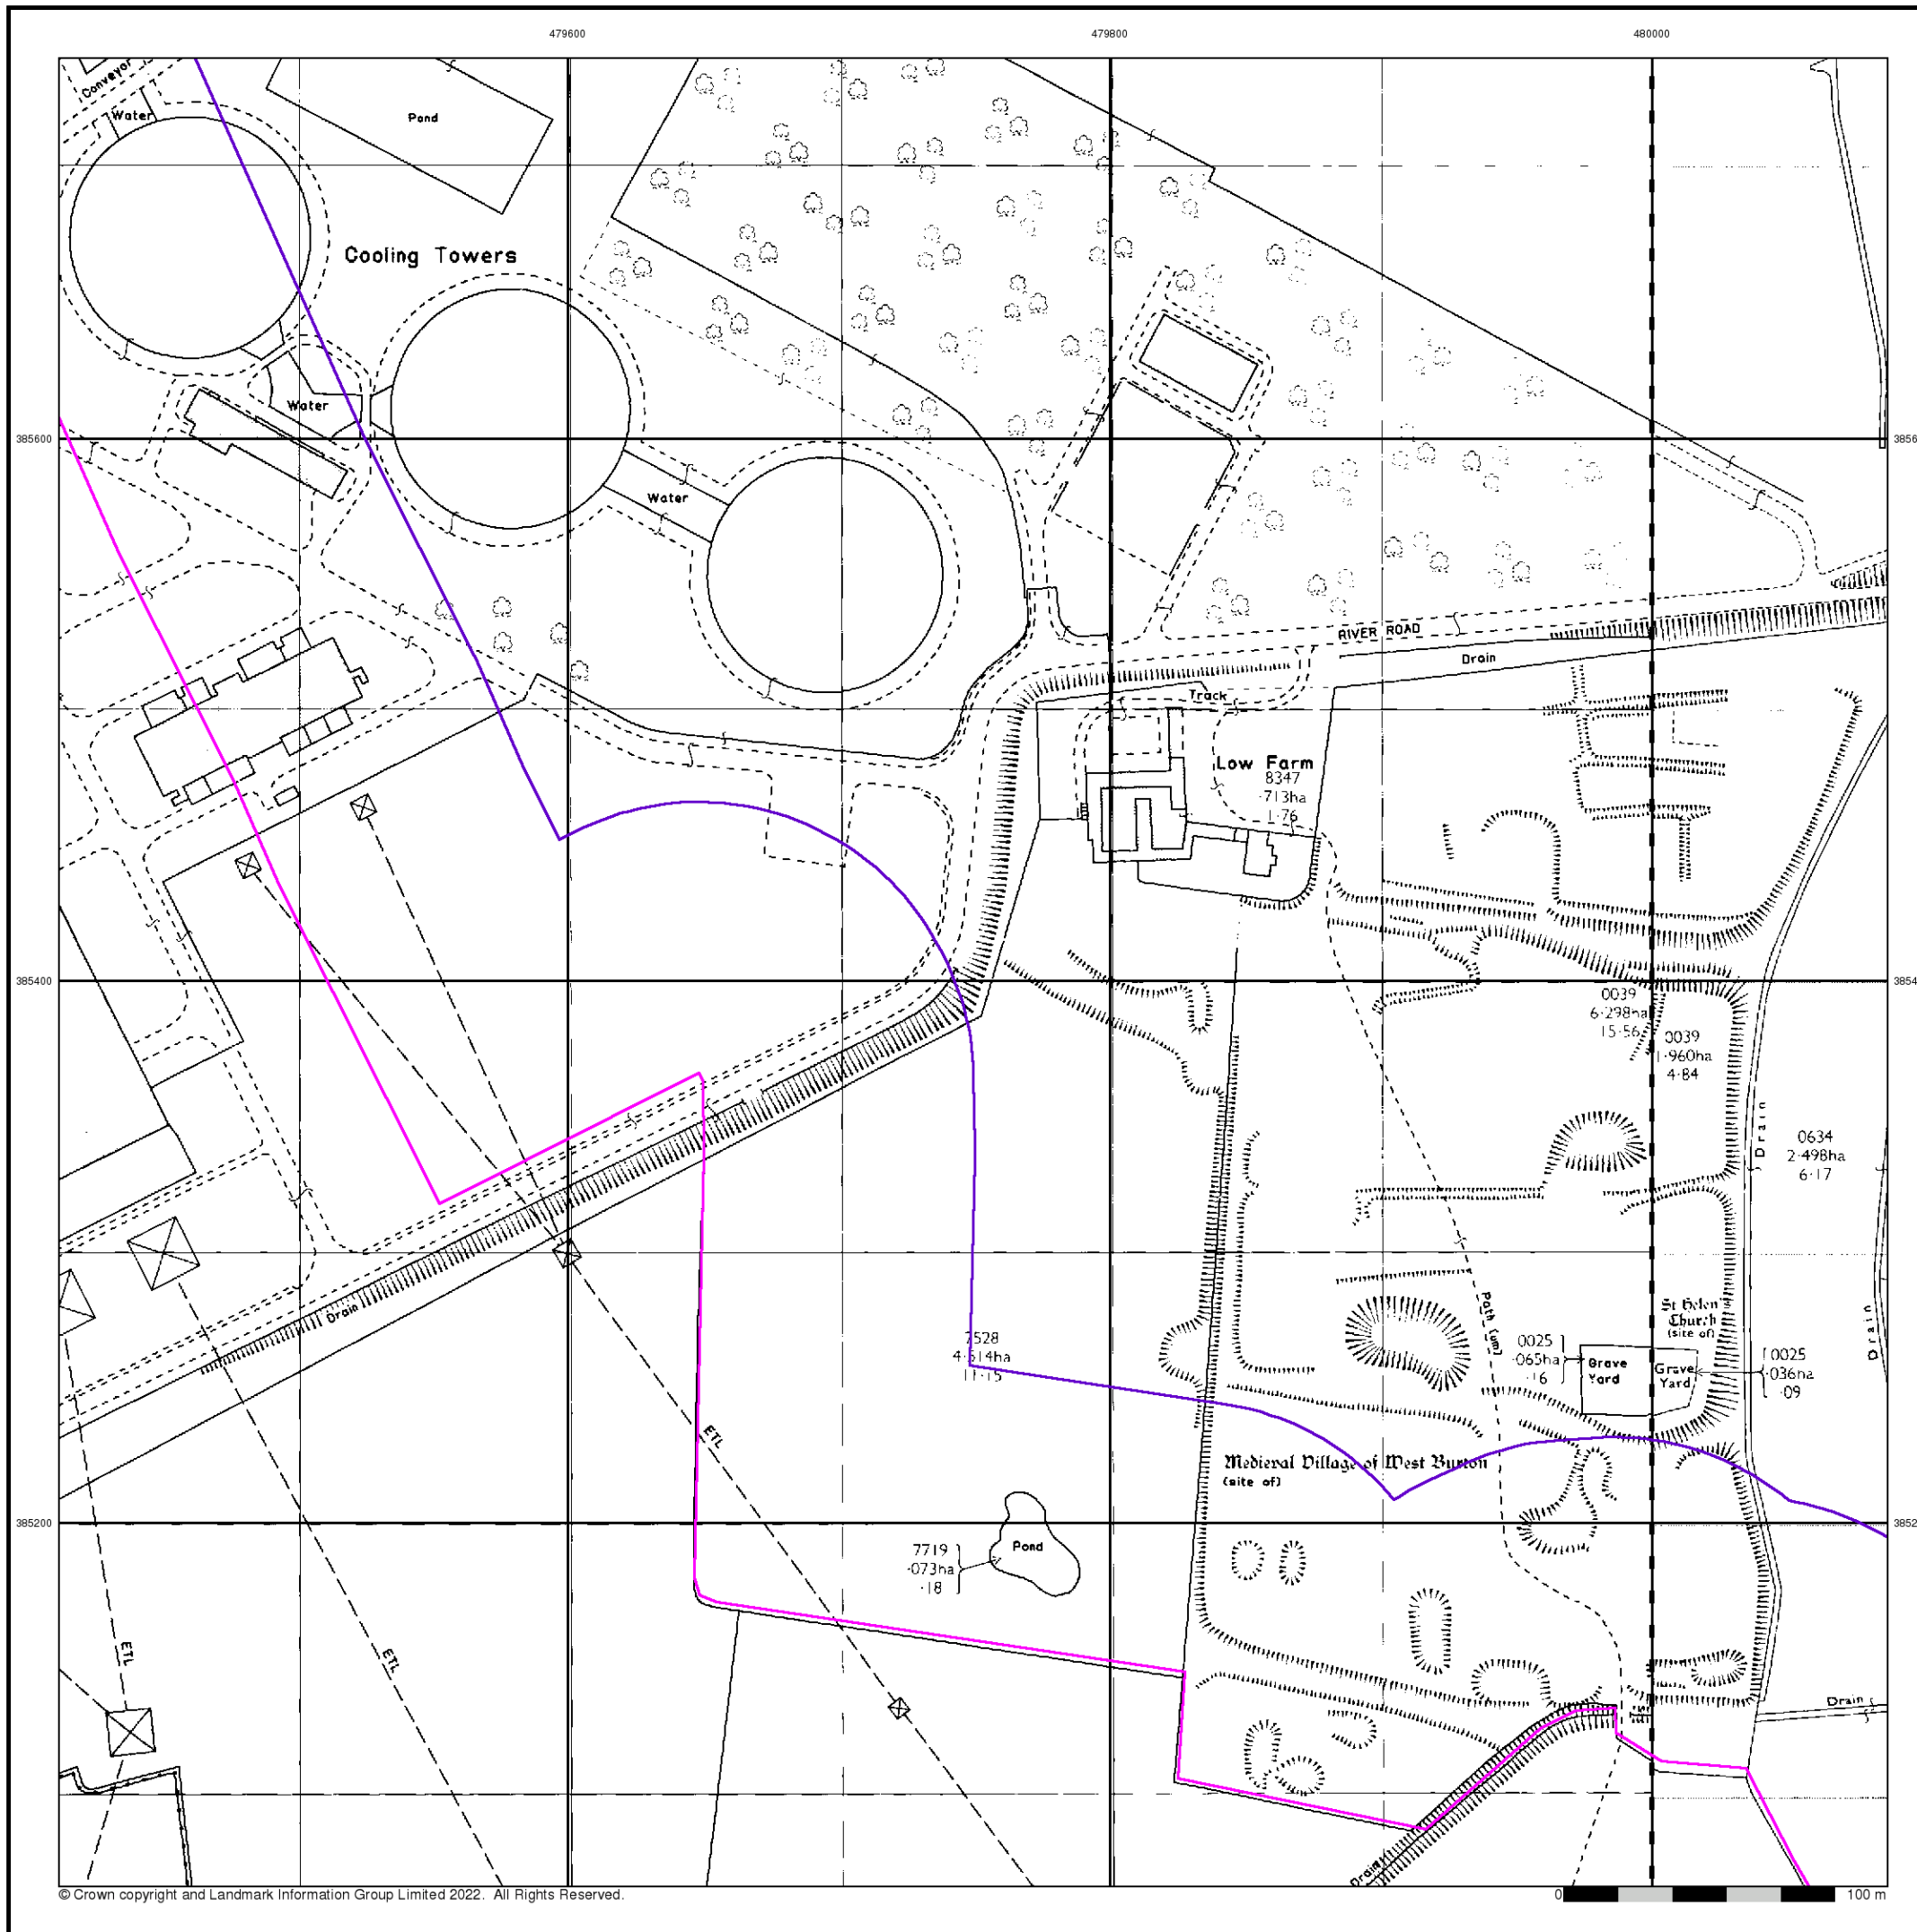 479600
479800
480000
Conveyor
Water
Pond
Cooling Towers
Water
385600
3856
Water
RIVER ROAD
Drain
Track
Low Farm
8347
·713ha
1·76
385400
3854
0039
6·298ha
15·56
0039
1·960ha
4·84
Drain
0634
2·498ha
6·17
Drain
Path (um)
St Helen's
Church
(site of)
7528
11·15
0025
·065ha
·16
Grave
Yard
Grave
Yard
0025
·036ha
·09
Drain
ETL
Medieval Village of West Burton
(site of)
385200
3852
7719
·073ha
·18
Pond
ETL
ETL
Drain
Drain
© Crown copyright and Landmark Information Group Limited 2022. All Rights Reserved.
0
100 m